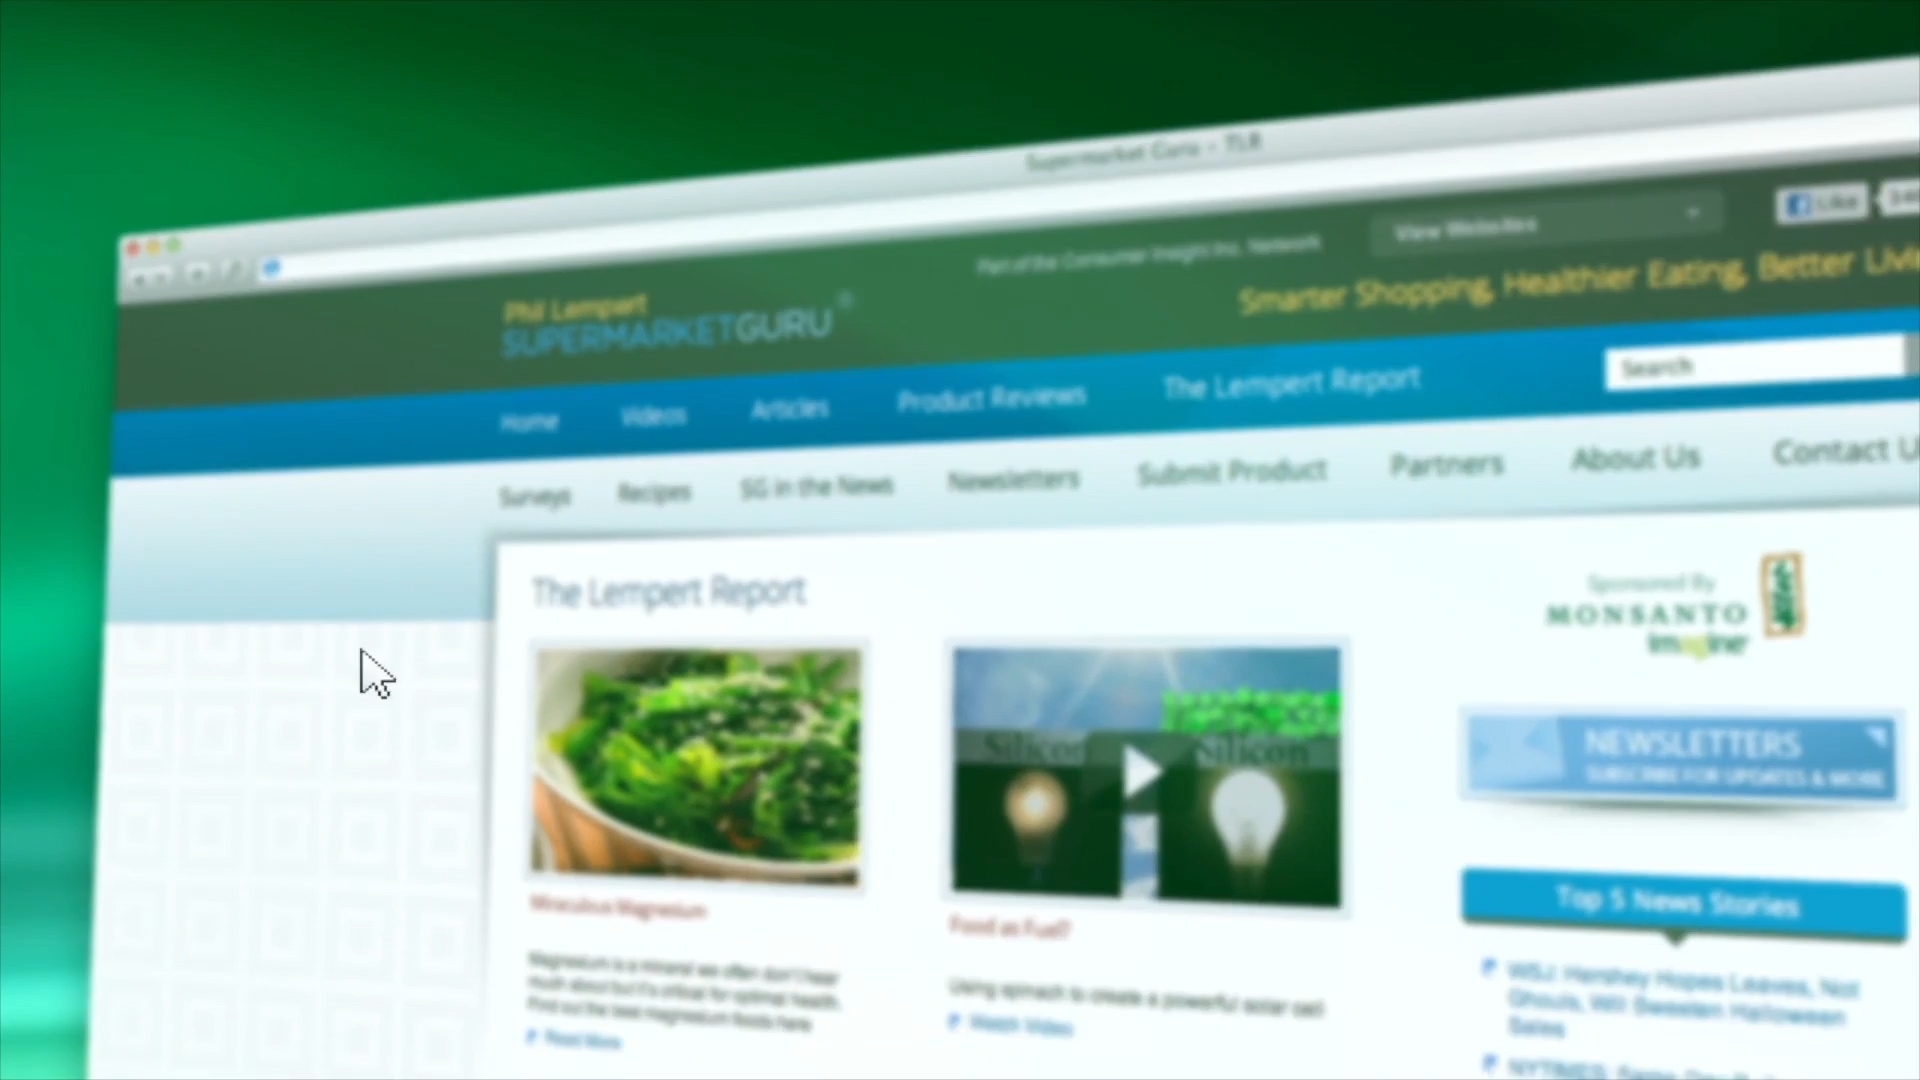 Supermarket Guru - TLR
Part of the Consumer Insight Inc. Network
View Websites
Like
Phil Lempert
SUPERMARKETGURU
Smarter Shopping, Healthier Eating, Better
Home Videos Articles Product Reviews The Lempert Report
Search
Surveys Recipes SG in the News Newsletters Submit Product Partners About Us Contact
The Lempert Report
Sponsored By
MONSANTO
imagine
Silicon
Silicon
NEWSLETTERS
SUBSCRIBE FOR UPDATES & MORE
Miraculous Magnesium
Magnesium is a mineral we often don't hear
much about but it's critical for optimal health.
Find out the best magnesium foods here
Read More
Food as Fuel?
Using spinach to create a powerful solar cell
Watch Video
Top 5 News Stories
WSJ: Hershey Hopes Leaves, Not
Ghouls, Will Sweeten Halloween
Sales
NYTIMES: